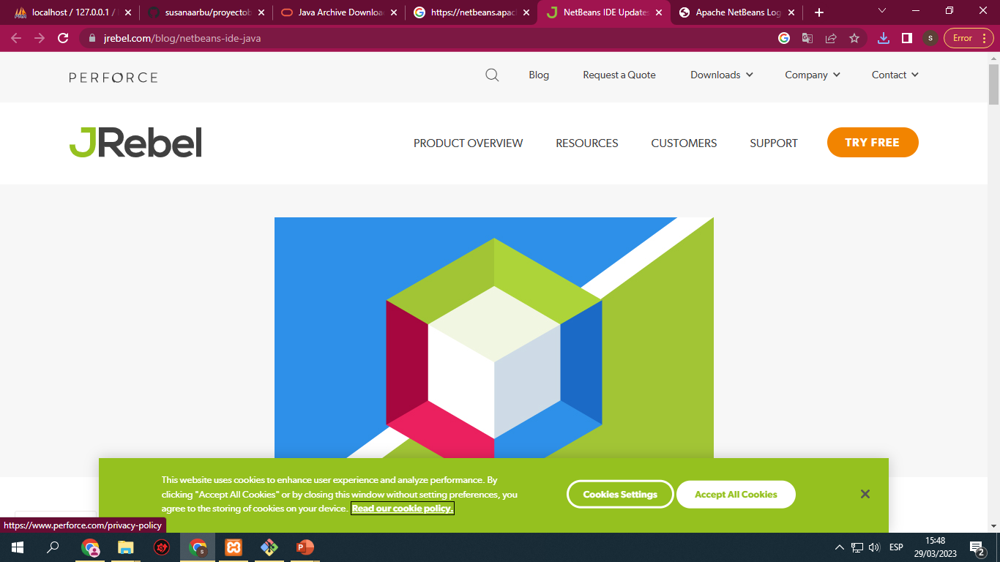 localhost / 127.0.0.1 /
susanaarbu/proyectob
Java Archive Downloa
https://netbeans.apac
NetBeans IDE Updates
Apache NetBeans Log
jrebel.com/blog/netbeans-ide-java
S
Error
PERFORCE
Blog
Request a Quote
Downloads
Company
Contact
JRebel
PRODUCT OVERVIEW
RESOURCES
CUSTOMERS
SUPPORT
TRY FREE
This website uses cookies to enhance user experience and analyze performance. By
clicking "Accept All Cookies" or by closing this window without setting preferences, you
agree to the storing of cookies on your device. Read our cookie policy.
Cookies Settings
Accept All Cookies
https://www.perforce.com/privacy-policy
ESP
15:48
29/03/2023
2